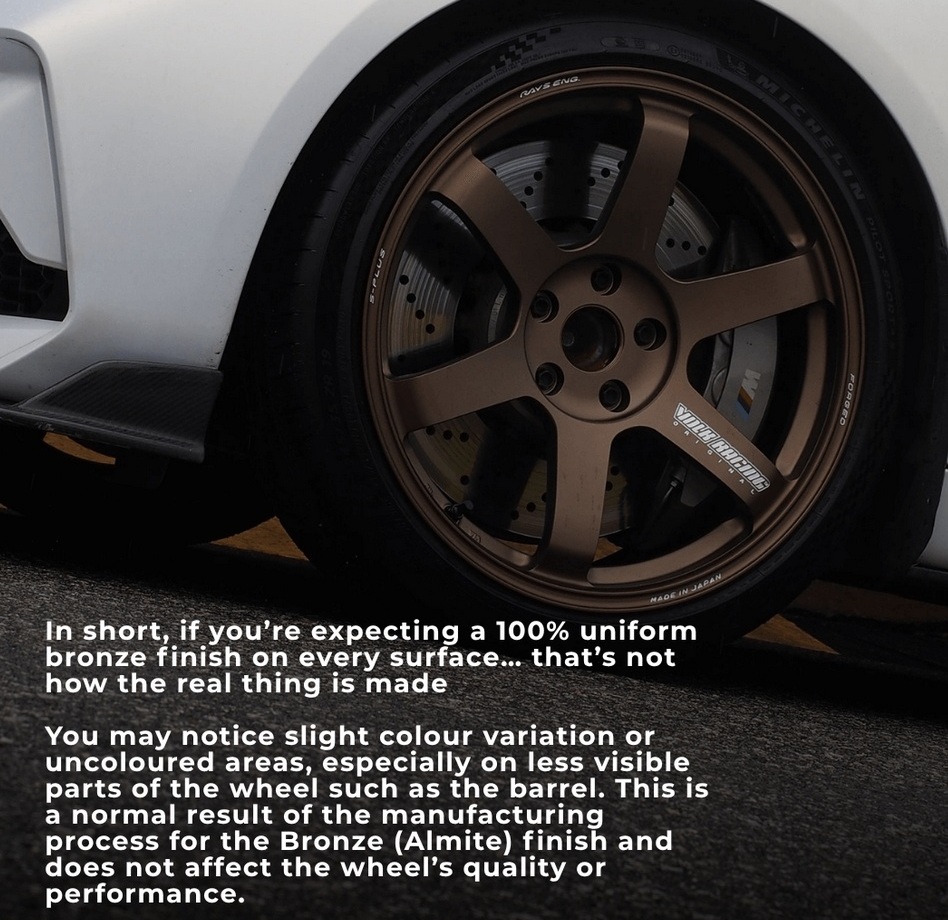 RAYS ENG.
MICHELIN
PILOT SPORT
S-PLUS
FORGED
M
VOLK RACING
ORIGINAL
MADE IN JAPAN
In short, if you’re expecting a 100% uniform
bronze finish on every surface... that’s not
how the real thing is made
You may notice slight colour variation or
uncoloured areas, especially on less visible
parts of the wheel such as the barrel. This is
a normal result of the manufacturing
process for the Bronze (Almite) finish and
does not affect the wheel’s quality or
performance.